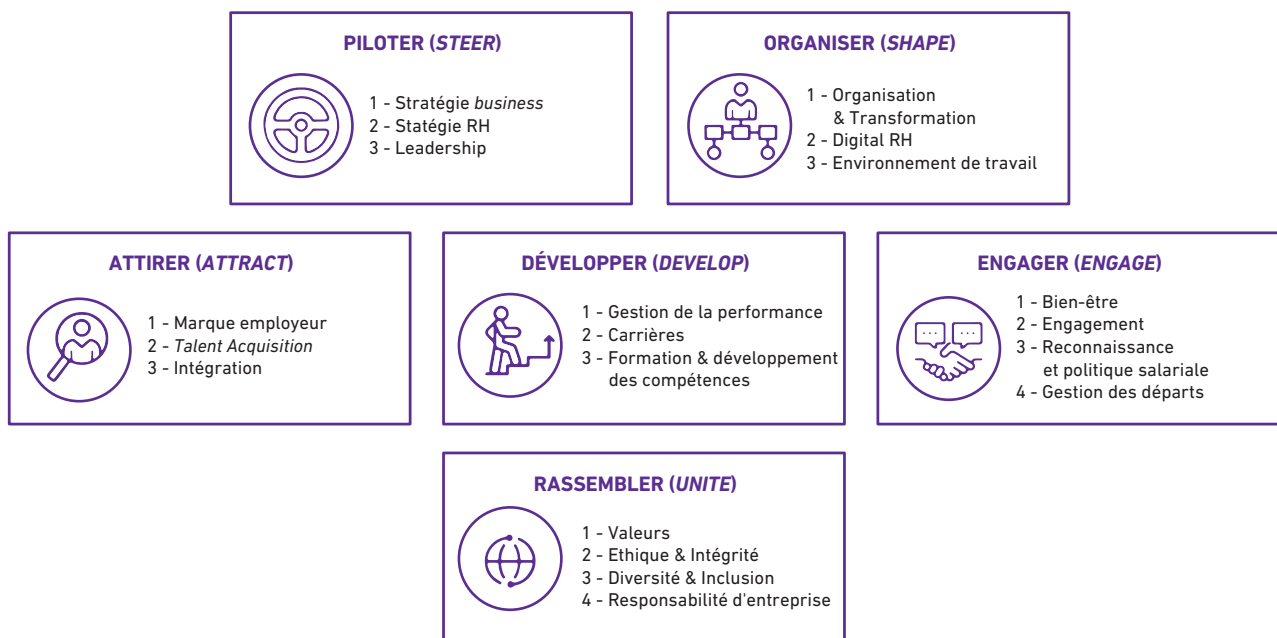 PILOTER (STEER)
1 - Stratégie business
2 - Statégie RH
3 - Leadership
ORGANISER (SHAPE)
1 - Organisation
& Transformation
2 - Digital RH
3 - Environnement de travail
ATTIRER (ATTRACT)
1 - Marque employeur
2 - Talent Acquisition
3 - Intégration
DÉVELOPPER (DEVELOP)
1 - Gestion de la performance
2 - Carrières
3 - Formation & développement
des compétences
ENGAGER (ENGAGE)
1 - Bien-être
2 - Engagement
3 - Reconnaissance
et politique salariale
4 - Gestion des départs
RASSEMBLER (UNITE)
1 - Valeurs
2 - Ethique & Intégrité
3 - Diversité & Inclusion
4 - Responsabilité d'entreprise